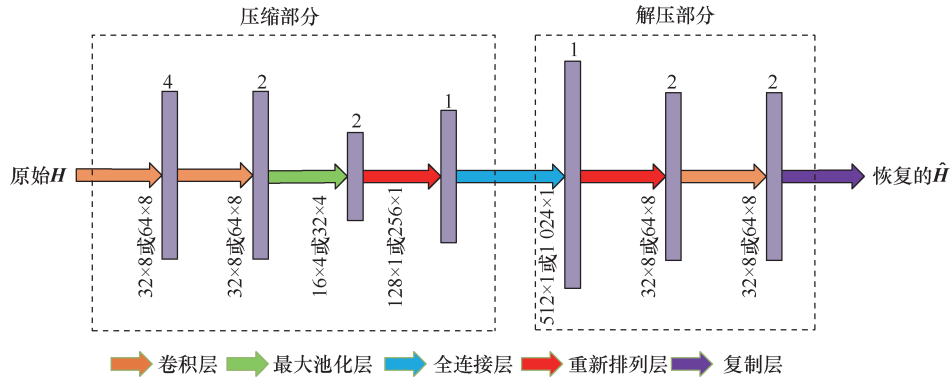 压缩部分
解压部分
4
2
2
1
1
2
2
原始H
恢复的Ĥ
32×8或64×8
32×8或64×8
16×4或32×4
128×1或256×1
512×1或1 024×1
32×8或64×8
32×8或64×8
卷积层
最大池化层
全连接层
重新排列层
复制层